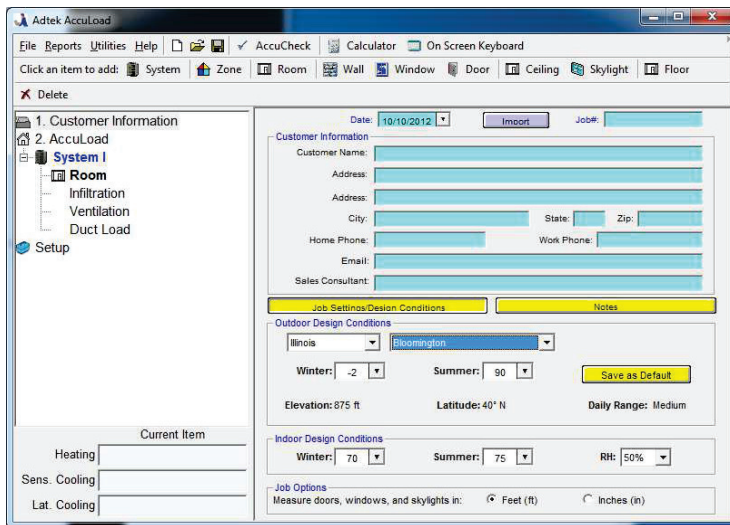 Adtek AccuLoad
File Reports Utilities Help AccuCheck Calculator On Screen Keyboard
Click an item to add: System Zone Room Wall Window Door Ceiling Skylight Floor
Delete
1. Customer Information
2. AccuLoad
System I
Room
Infiltration
Ventilation
Duct Load
Setup
Current Item
Heating
Sens. Cooling
Lat. Cooling
Date: 10/10/2012 Import Job#:
Customer Information
Customer Name:
Address:
Address:
City: State: Zip:
Home Phone: Work Phone:
Email:
Sales Consultant:
Job Settings/Design Conditions Notes
Outdoor Design Conditions
Illinois Bloomington
Winter: -2 Summer: 90 Save as Default
Elevation: 875 ft Latitude: 40° N Daily Range: Medium
Indoor Design Conditions
Winter: 70 Summer: 75 RH: 50%
Job Options
Measure doors, windows, and skylights in: Feet (ft) Inches (in)